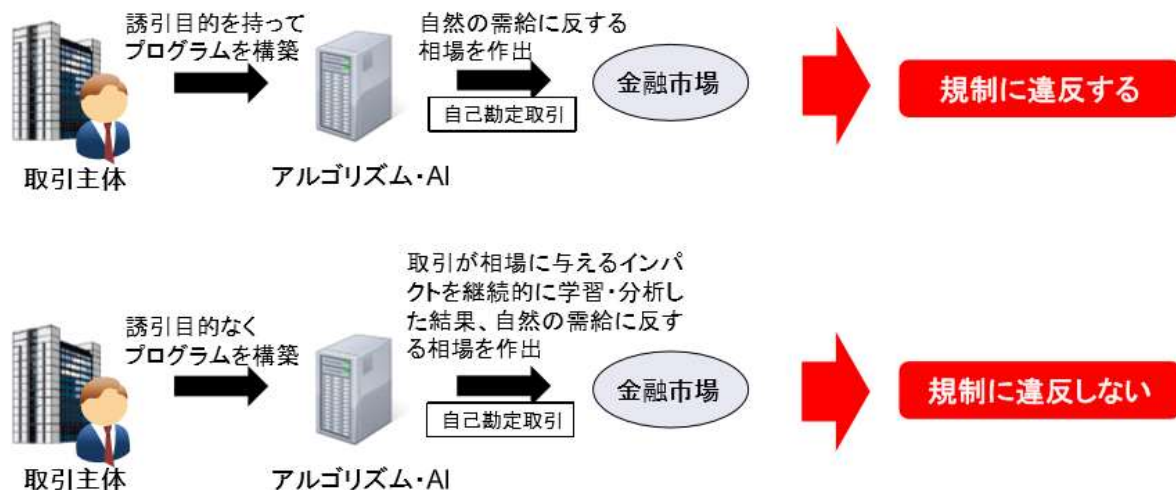 誘引目的を持って
プログラムを構築
自然の需給に反する
相場を作出
金融市場
自己勘定取引
規制に違反する
取引主体
アルゴリズム・AI
取引が相場に与えるインパ
クトを継続的に学習・分析し
た結果、自然の需給に反す
る相場を作出
誘引目的なく
プログラムを構築
金融市場
自己勘定取引
規制に違反しない
取引主体
アルゴリズム・AI